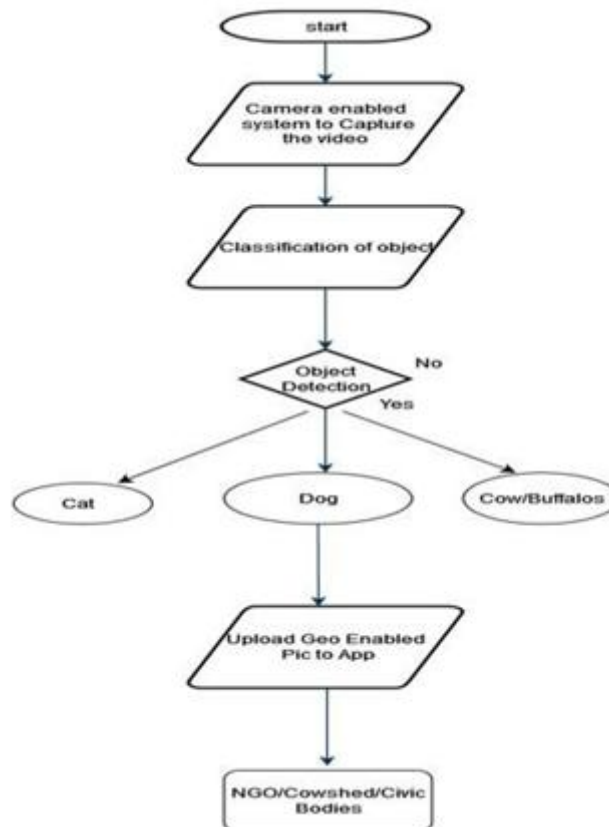 start
Camera enabled
system to Capture
the video
Classification of object
Object
Detection
No
Yes
Cat
Dog
Cow/Buffalos
Upload Geo Enabled
Pic to App
NGO/Cowshed/Civic
Bodies